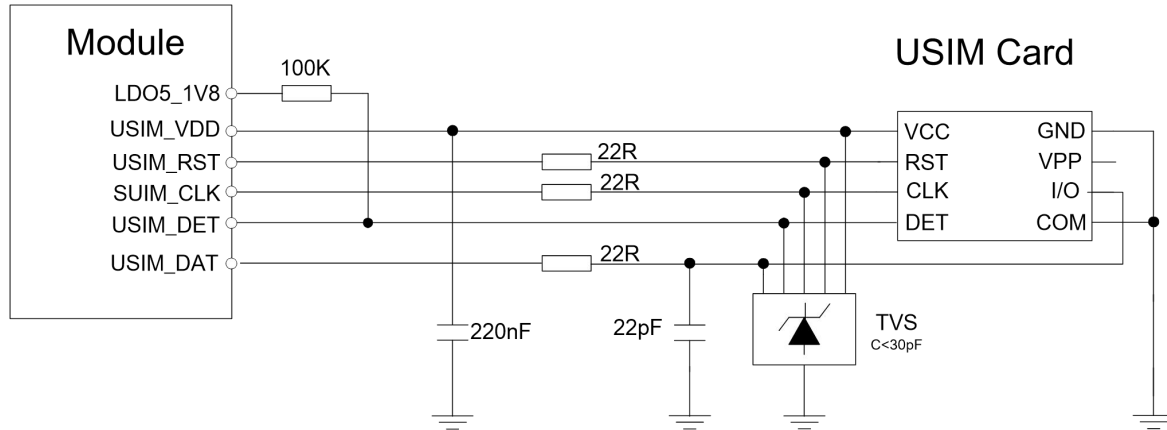 Module
USIM Card
100K
LDO5_1V8
USIM_VDD
USIM_RST
SUIM_CLK
USIM_DET
USIM_DAT
22R
22R
22R
VCC
GND
RST
VPP
CLK
I/O
DET
COM
220nF
22pF
TVS
C<30pF